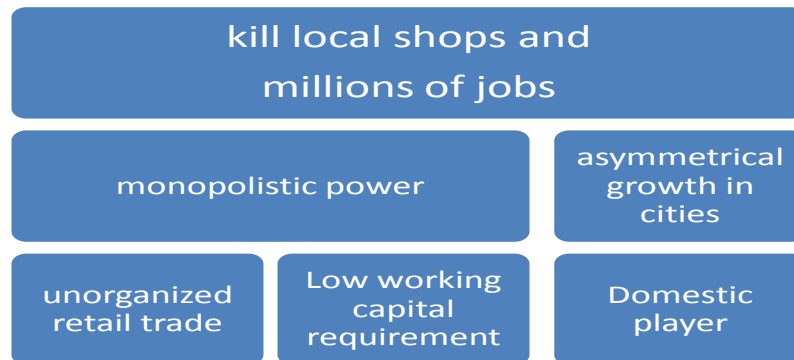 kill local shops and
millions of jobs
monopolistic power
asymmetrical
growth in
cities
unorganized
retail trade
Low working
capital
requirement
Domestic
player